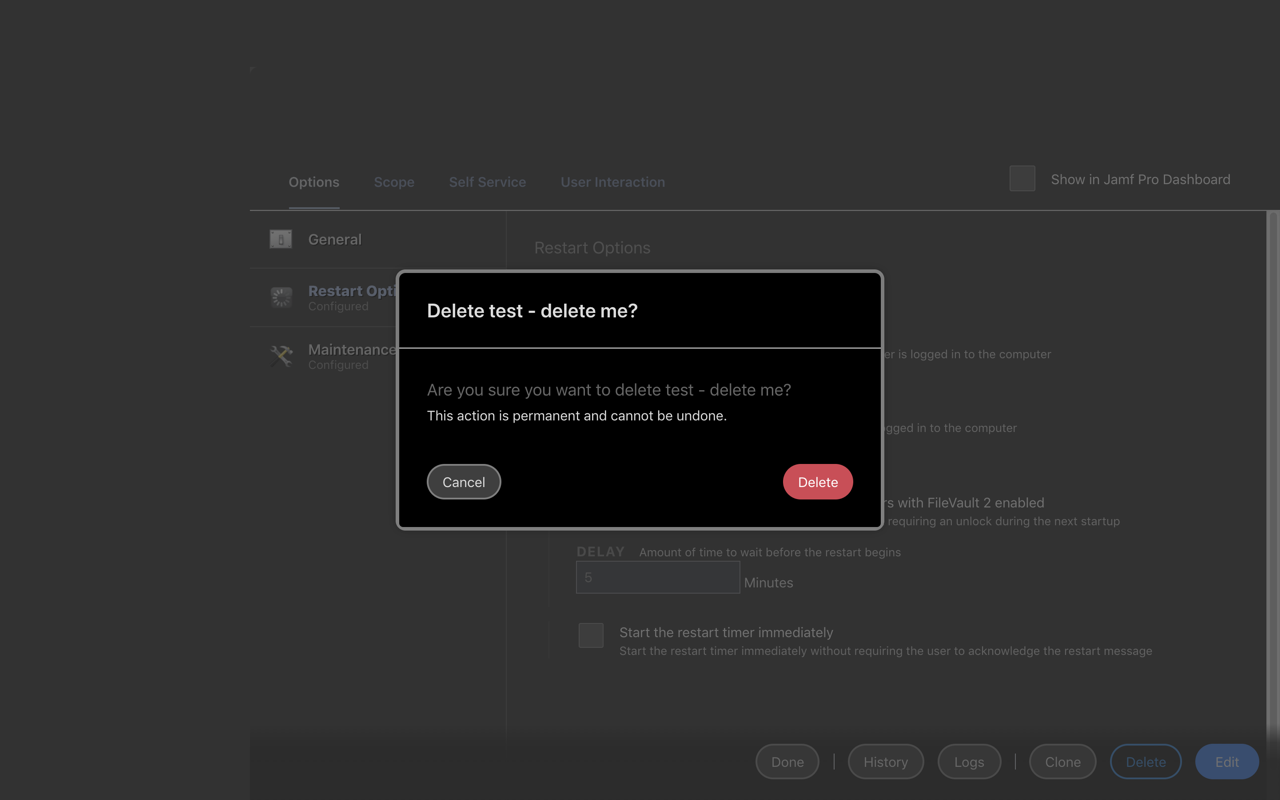 Options Scope Self Service User Interaction Show in Jamf Pro Dashboard
General
Restart Options
Restart Opti
Configured
Maintenance
Configured
Delete test - delete me?
Are you sure you want to delete test - delete me?
This action is permanent and cannot be undone.
Cancel Delete
er is logged in to the computer
gged in to the computer
rs with FileVault 2 enabled
requiring an unlock during the next startup
DELAY Amount of time to wait before the restart begins
5 Minutes
Start the restart timer immediately
Start the restart timer immediately without requiring the user to acknowledge the restart message
Done | History Logs | Clone Delete Edit